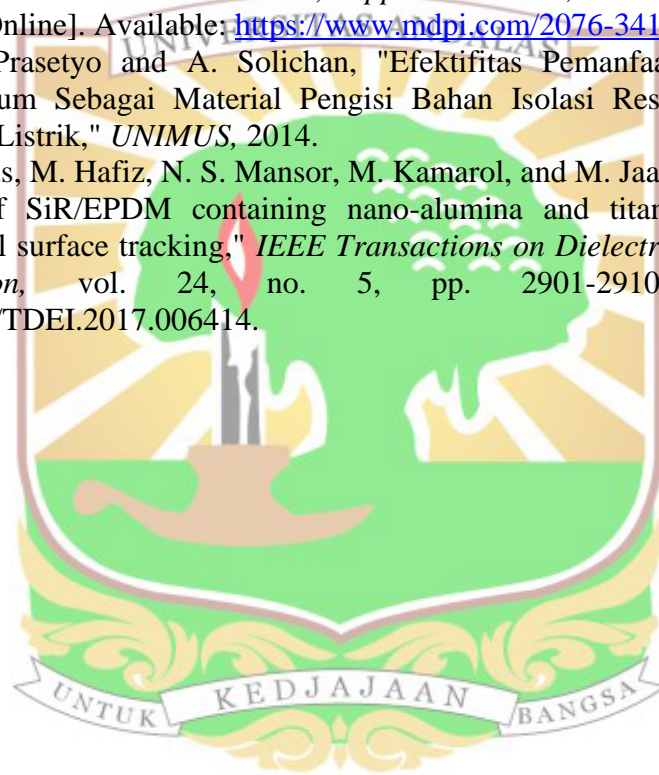 Online]. Available: https://www.mdpi.com/2076-341
Prasetyo and A. Solichan, "Efektifitas Pemanfaa
um Sebagai Material Pengisi Bahan Isolasi Res
Listrik," UNIMUS, 2014.
s, M. Hafiz, N. S. Mansor, M. Kamarol, and M. Jaa
f SiR/EPDM containing nano-alumina and titan
l surface tracking," IEEE Transactions on Dielectr
on, vol. 24, no. 5, pp. 2901-2910
/TDEI.2017.006414.
UNIVERSITAS ANDALAS
UNTUK KEDJAJAAN BANGSA